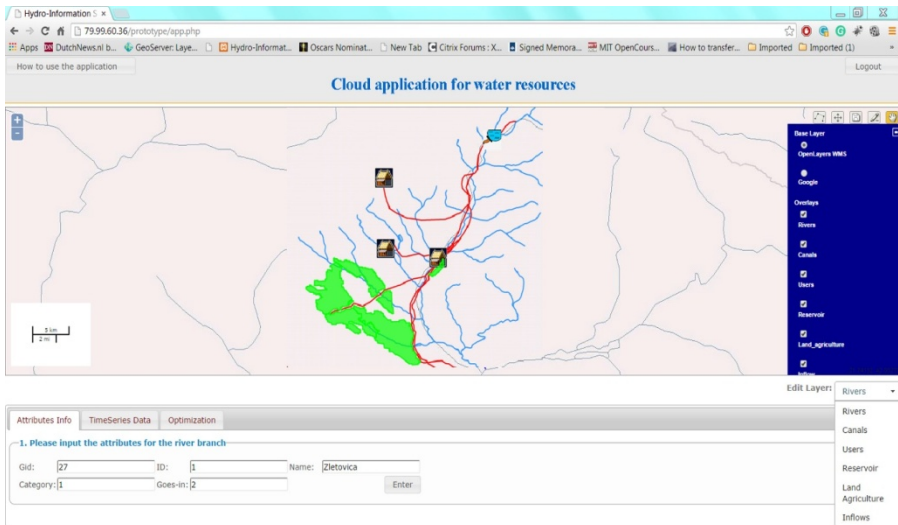 Hydro-Information S
79.99.60.36/prototype/app.php
Apps DutchNews.nl b... GeoServer: Laye... Hydro-Informat... Oscars Nominat... New Tab Citrix Forums : X... Signed Memora... MIT OpenCours... How to transfer... Imported Imported (1) »
How to use the application
Logout
Cloud application for water resources
Base Layer
OpenLayers WMS
Google
Overlays
Rivers
Canals
Users
Reservoir
Land_agriculture
Inflow
5 km
2 mi
Edit Layer: Rivers
Rivers
Canals
Users
Reservoir
Land
Agriculture
Inflows
Attributes Info TimeSeries Data Optimization
1. Please input the attributes for the river branch
Gid: 27 ID: 1 Name: Zletovica
Category: 1 Goes-in: 2 Enter